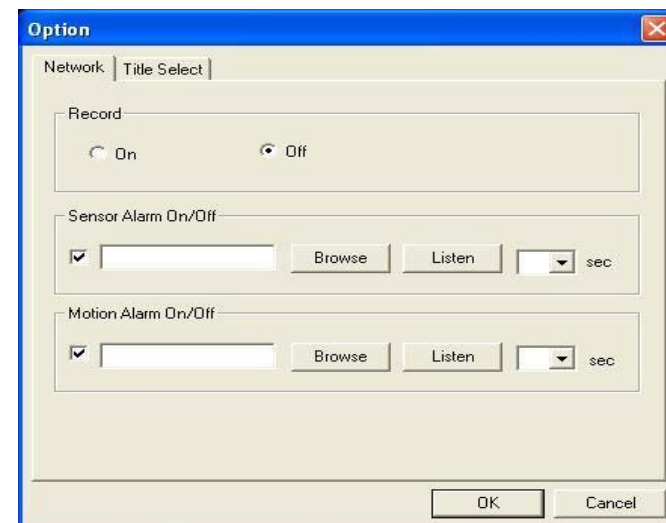 Option
Network Title Select
Record
On Off
Sensor Alarm On/Off
Browse Listen sec
Motion Alarm On/Off
Browse Listen sec
OK Cancel